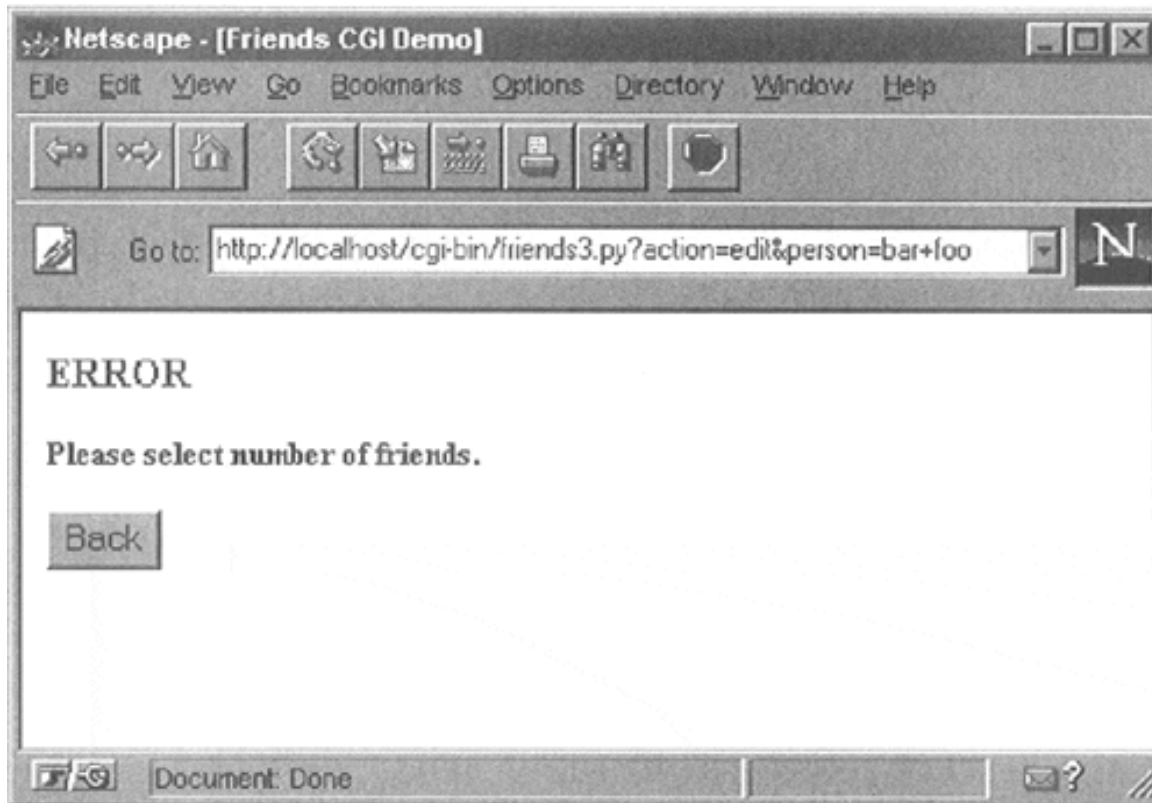 Netscape - [Friends CGI Demo]
File Edit View Go Bookmarks Options Directory Window Help
Go to: http://localhost/cgi-bin/friends3.py?action=edit&person=bar+foo
N
ERROR
Please select number of friends.
Back
Document: Done
?